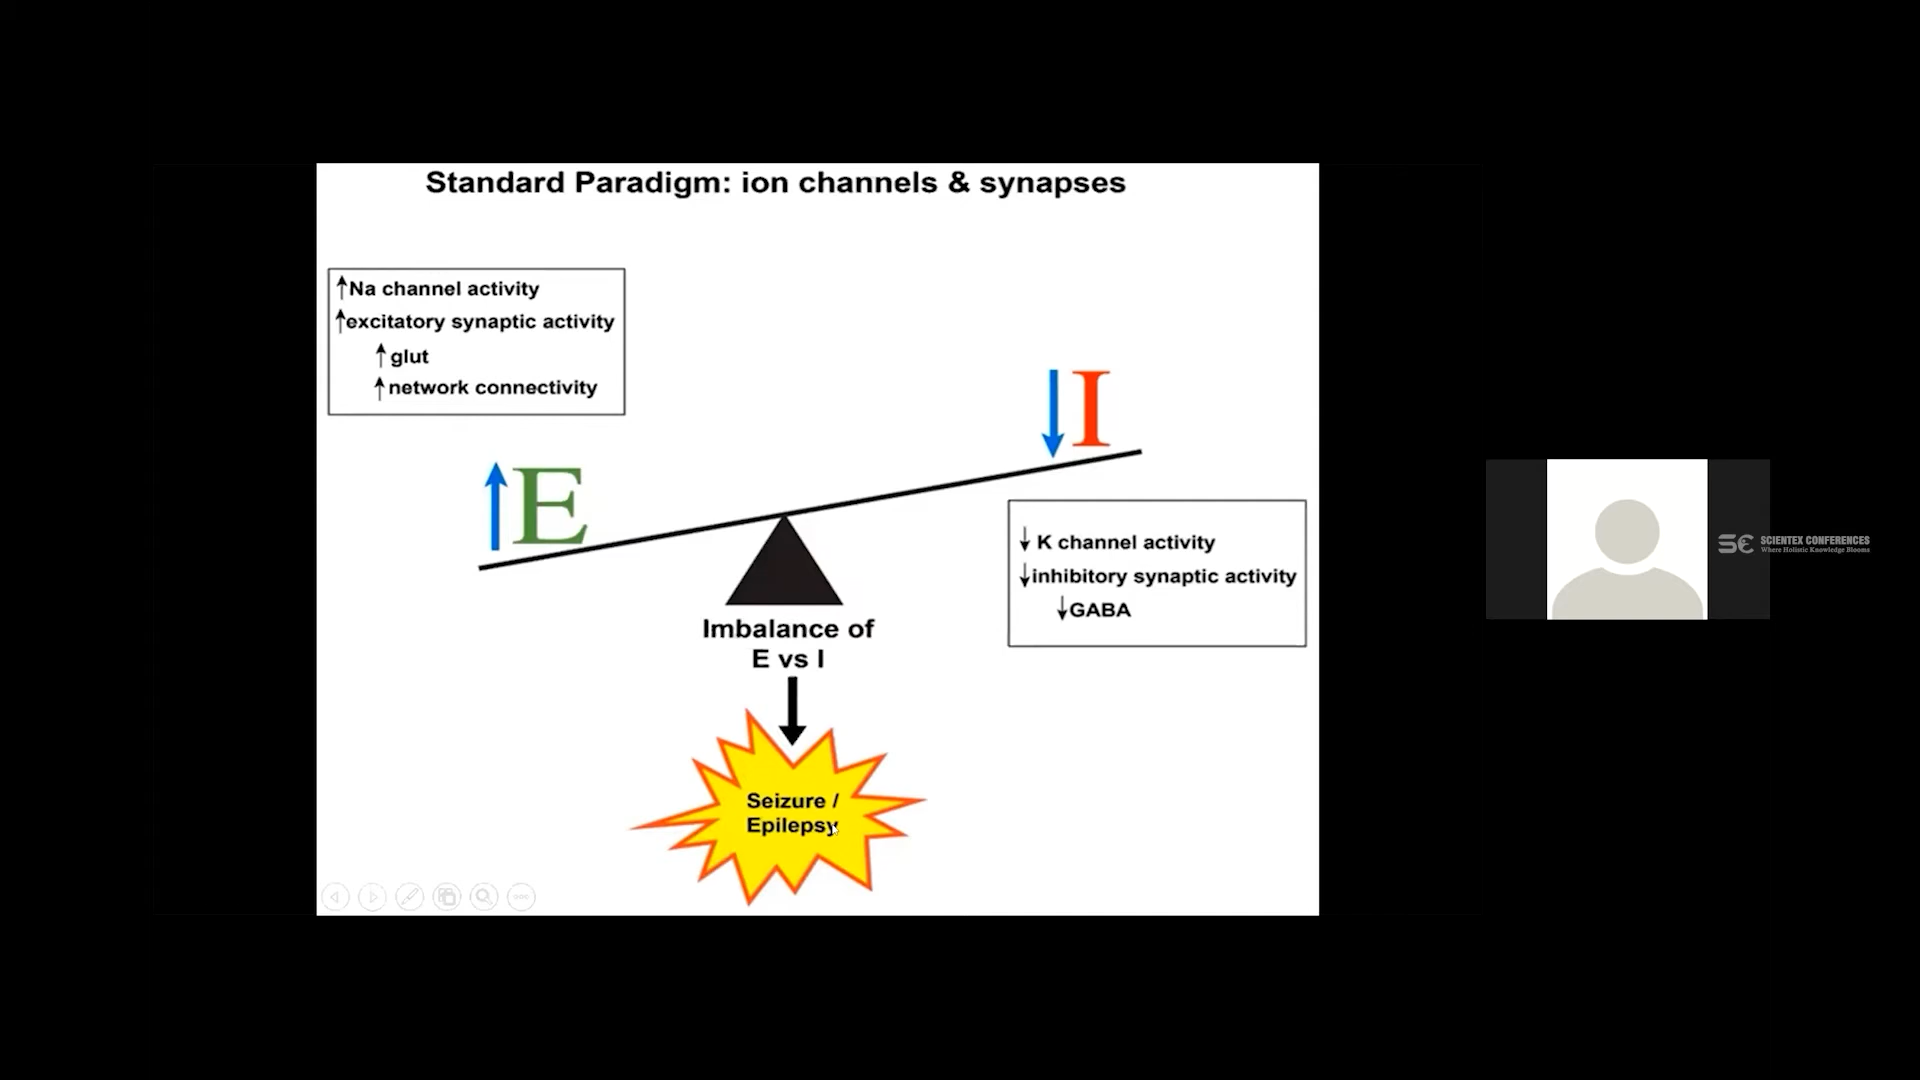 Standard Paradigm: ion channels & synapses
↑Na channel activity
↑excitatory synaptic activity
↑glut
↑network connectivity
↓I
↑E
↓ K channel activity
↓inhibitory synaptic activity
↓GABA
Imbalance of
E vs I
Seizure /
Epilepsy
SCIENTEX CONFERENCES
Where Holistic Knowledge Blooms